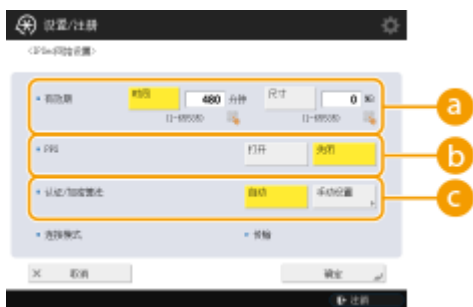 设置/注册
<IPSec网络设置>
有效期 时间 480 分钟 尺寸 0 MB
(1-65535) (1-65535)
a
PFS 打开 关闭
b
认证/加密算法 自动 手动设置
c
连接模式 传输
× 取消 确定
注销